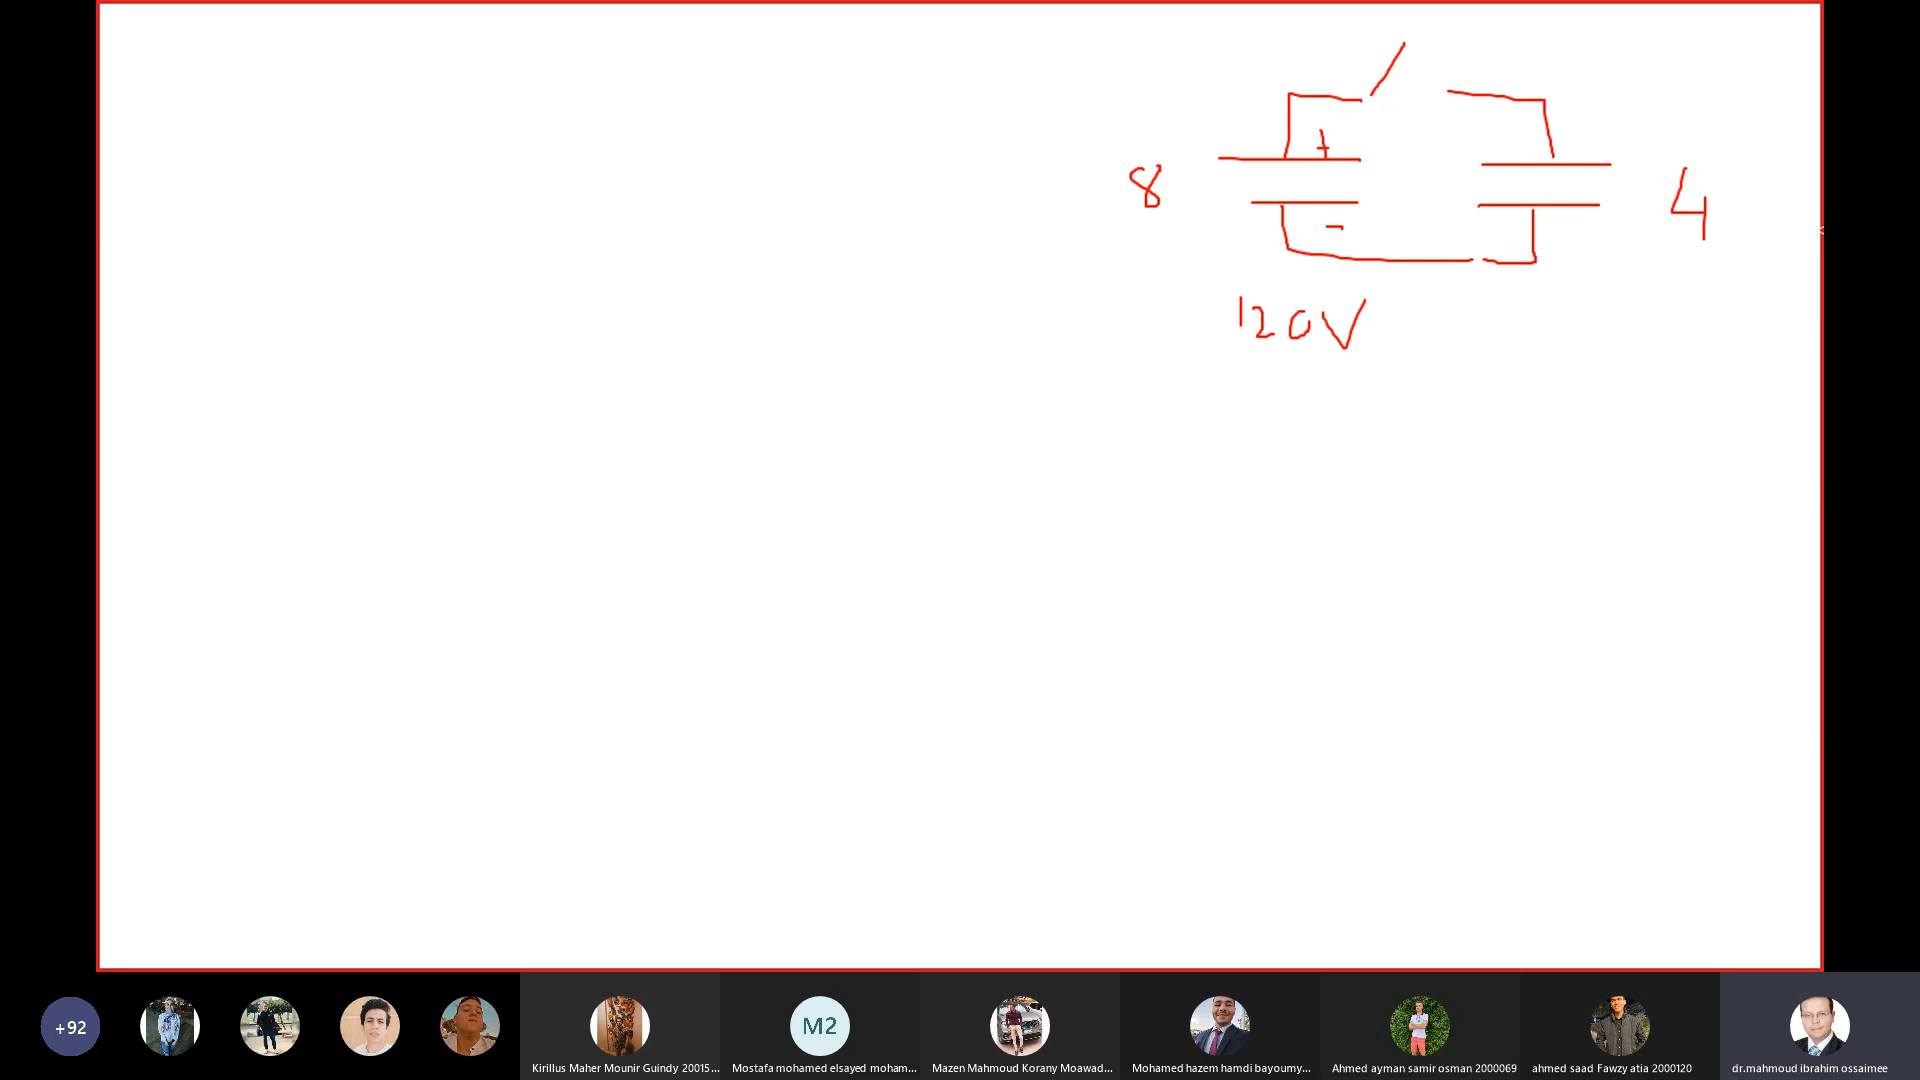 +
8
4
-
120V
+92
M2
Kirillus Maher Mounir Guindy 20015...
Mostafa mohamed elsayed moham...
Mazen Mahmoud Korany Moawad...
Mohamed hazem hamdi bayoumy...
Ahmed ayman samir osman 2000069
ahmed saad Fawzy atia 2000120
dr.mahmoud ibrahim ossaimee